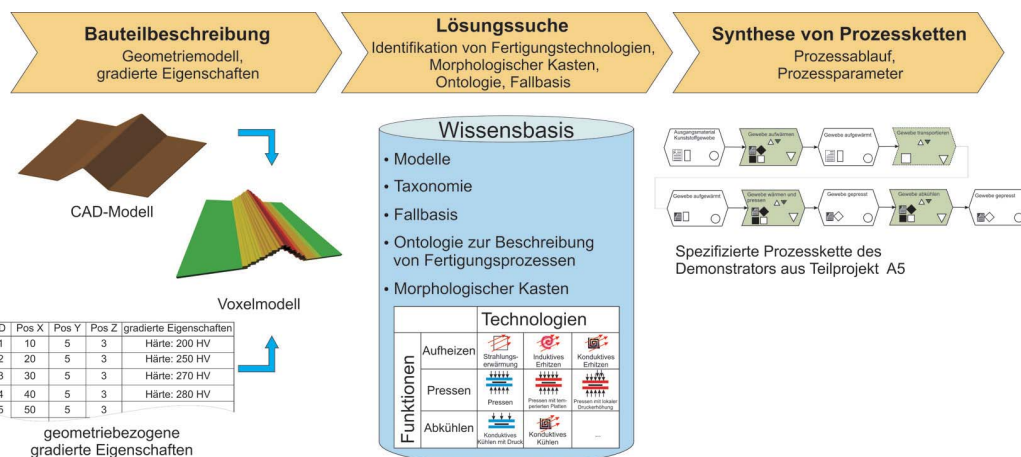 Bauteilbeschreibung
Geometriemodell,
gradierte Eigenschaften
Lösungssuche
Identifikation von Fertigungstechnologien,
Morphologischer Kasten,
Ontologie, Fallbasis
Synthese von Prozessketten
Prozessablauf,
Prozessparameter
CAD-Modell
Voxelmodell
D Pos X Pos Y Pos Z gradierte Eigenschaften
1 10 5 3 Härte: 200 HV
2 20 5 3 Härte: 250 HV
3 30 5 3 Härte: 270 HV
4 40 5 3 Härte: 280 HV
5 50 5 3
geometriebezogene
gradierte Eigenschaften
Wissensbasis
• Modelle
• Taxonomie
• Fallbasis
• Ontologie zur Beschreibung
von Fertigungsprozessen
• Morphologischer Kasten
Technologien
Funktionen
Aufheizen
Strahlungs-
erwärmung
Induktives
Erhitzen
Konduktives
Erhitzen
Pressen
Pressen
Pressen mit tem-
perierten Platten
Pressen mit lokaler
Druckerhöhung
Abkühlen
Konduktives
Kühlen mit Druck
Konduktives
Kühlen
...
Ausgangsmaterial
Kunststoffgewebe
Gewebe aufwärmen
Gewebe aufgewärmt
Gewebe transportieren
Gewebe aufgewärmt
Gewebe wärmen und
pressen
Gewebe gepresst
Gewebe abkühlen
Gewebe gepresst
Spezifizierte Prozesskette des
Demonstrators aus Teilprojekt A5